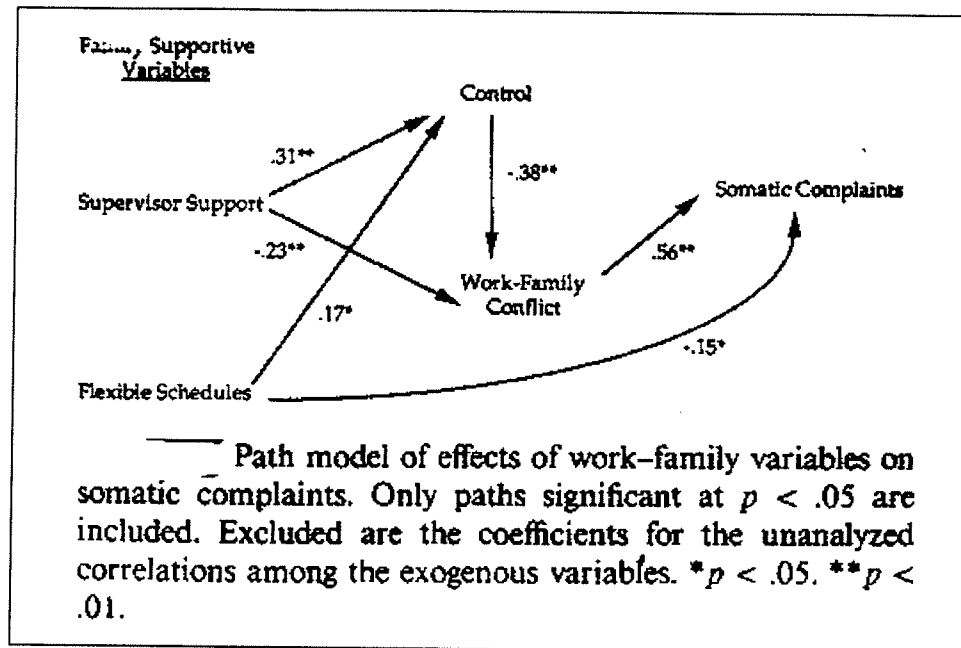 , Supportive
Variables
Control
.31**
-.38**
Supervisor Support
Somatic Complaints
-.23**
.56**
Work-Family
Conflict
.17*
-.15*
Flexible Schedules
Path model of effects of work–family variables on
somatic complaints. Only paths significant at p < .05 are
included. Excluded are the coefficients for the unanalyzed
correlations among the exogenous variables. *p < .05. **p <
.01.